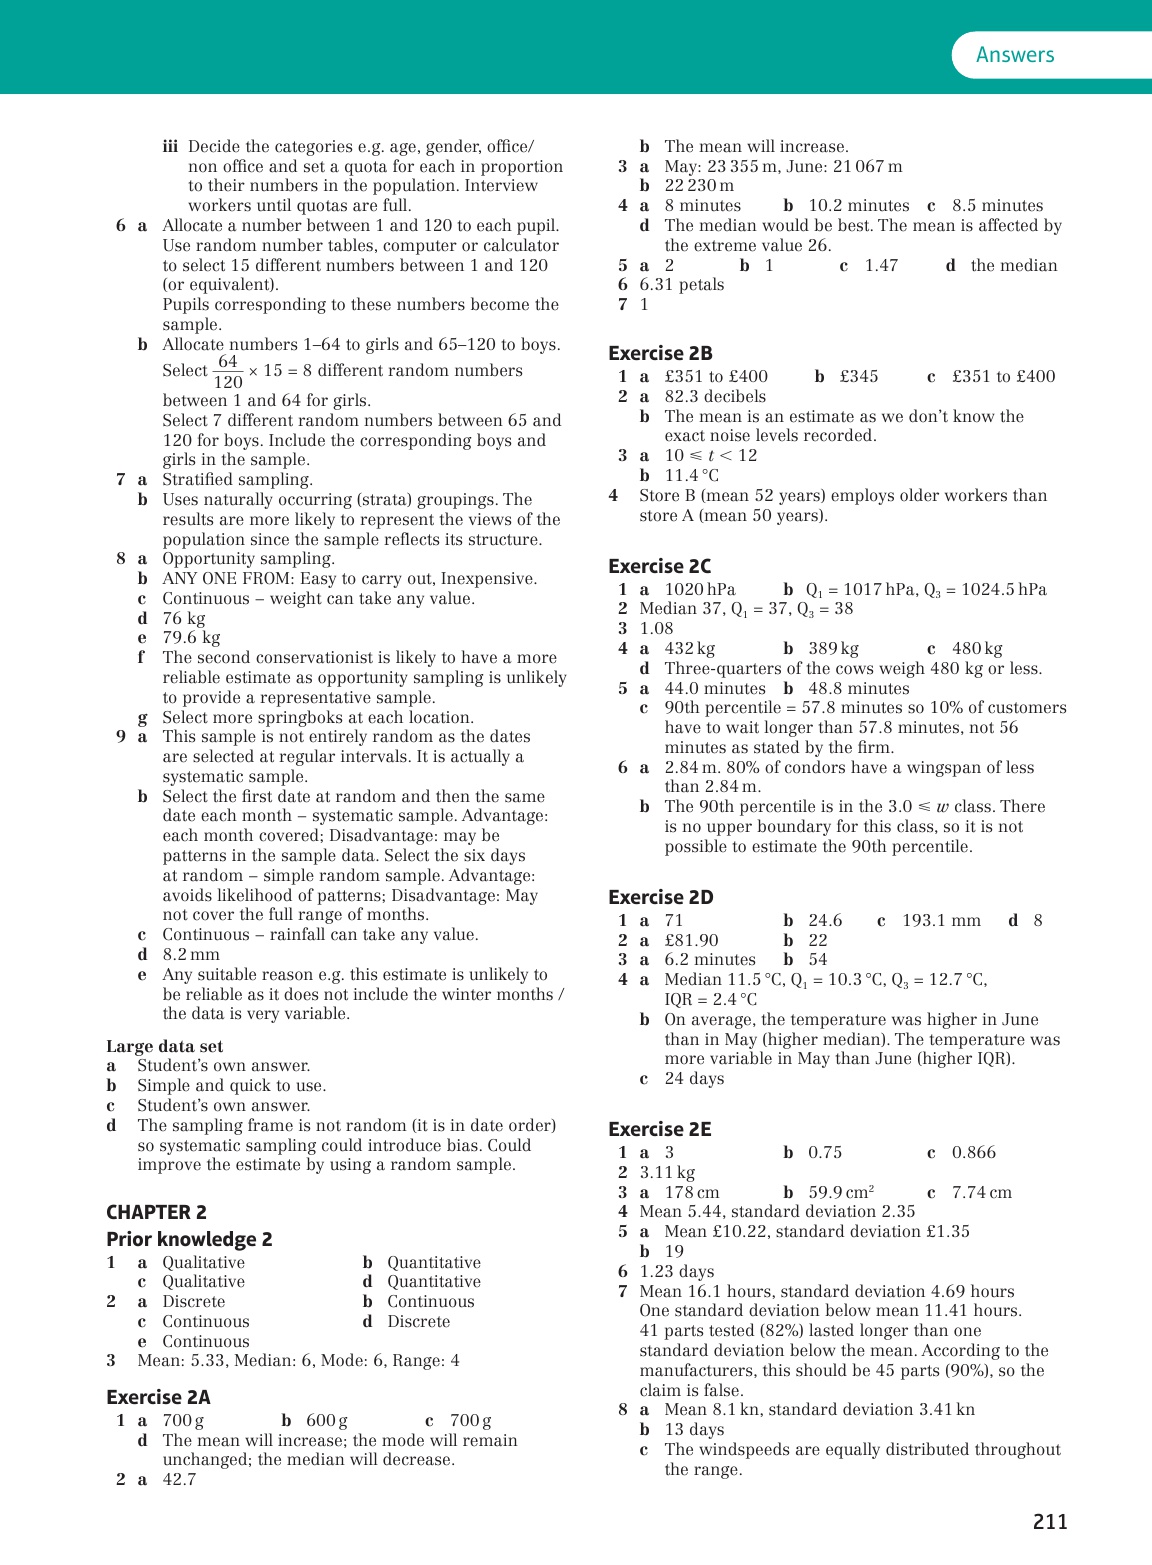 Answers
iii Decide the categories e.g. age, gender, office/
non office and set a quota for each in proportion
to their numbers in the population. Interview
workers until quotas are full.
6 a Allocate a number between 1 and 120 to each pupil.
Use random number tables, computer or calculator
to select 15 different numbers between 1 and 120
(or equivalent).
Pupils corresponding to these numbers become the
sample.
b Allocate numbers 1–64 to girls and 65–120 to boys.
Select 64/120 × 15 = 8 different random numbers
between 1 and 64 for girls.
Select 7 different random numbers between 65 and
120 for boys. Include the corresponding boys and
girls in the sample.
7 a Stratified sampling.
b Uses naturally occurring (strata) groupings. The
results are more likely to represent the views of the
population since the sample reflects its structure.
8 a Opportunity sampling.
b ANY ONE FROM: Easy to carry out, Inexpensive.
c Continuous – weight can take any value.
d 76 kg
e 79.6 kg
f The second conservationist is likely to have a more
reliable estimate as opportunity sampling is unlikely
to provide a representative sample.
g Select more springboks at each location.
9 a This sample is not entirely random as the dates
are selected at regular intervals. It is actually a
systematic sample.
b Select the first date at random and then the same
date each month – systematic sample. Advantage:
each month covered; Disadvantage: may be
patterns in the sample data. Select the six days
at random – simple random sample. Advantage:
avoids likelihood of patterns; Disadvantage: May
not cover the full range of months.
c Continuous – rainfall can take any value.
d 8.2 mm
e Any suitable reason e.g. this estimate is unlikely to
be reliable as it does not include the winter months /
the data is very variable.
Large data set
a Student's own answer.
b Simple and quick to use.
c Student's own answer.
d The sampling frame is not random (it is in date order)
so systematic sampling could introduce bias. Could
improve the estimate by using a random sample.
CHAPTER 2
Prior knowledge 2
1 a Qualitative b Quantitative
c Qualitative d Quantitative
2 a Discrete b Continuous
c Continuous d Discrete
e Continuous
3 Mean: 5.33, Median: 6, Mode: 6, Range: 4
Exercise 2A
1 a 700 g b 600 g c 700 g
d The mean will increase; the mode will remain
unchanged; the median will decrease.
2 a 42.7
b The mean will increase.
3 a May: 23 355 m, June: 21 067 m
b 22 230 m
4 a 8 minutes b 10.2 minutes c 8.5 minutes
d The median would be best. The mean is affected by
the extreme value 26.
5 a 2 b 1 c 1.47 d the median
6 6.31 petals
7 1
Exercise 2B
1 a £351 to £400 b £345 c £351 to £400
2 a 82.3 decibels
b The mean is an estimate as we don't know the
exact noise levels recorded.
3 a 10 ⩽ t < 12
b 11.4 °C
4 Store B (mean 52 years) employs older workers than
store A (mean 50 years).
Exercise 2C
1 a 1020 hPa b Q₁ = 1017 hPa, Q₃ = 1024.5 hPa
2 Median 37, Q₁ = 37, Q₃ = 38
3 1.08
4 a 432 kg b 389 kg c 480 kg
d Three-quarters of the cows weigh 480 kg or less.
5 a 44.0 minutes b 48.8 minutes
c 90th percentile = 57.8 minutes so 10% of customers
have to wait longer than 57.8 minutes, not 56
minutes as stated by the firm.
6 a 2.84 m. 80% of condors have a wingspan of less
than 2.84 m.
b The 90th percentile is in the 3.0 ⩽ w class. There
is no upper boundary for this class, so it is not
possible to estimate the 90th percentile.
Exercise 2D
1 a 71 b 24.6 c 193.1 mm d 8
2 a £81.90 b 22
3 a 6.2 minutes b 54
4 a Median 11.5 °C, Q₁ = 10.3 °C, Q₃ = 12.7 °C,
IQR = 2.4 °C
b On average, the temperature was higher in June
than in May (higher median). The temperature was
more variable in May than June (higher IQR).
c 24 days
Exercise 2E
1 a 3 b 0.75 c 0.866
2 3.11 kg
3 a 178 cm b 59.9 cm² c 7.74 cm
4 Mean 5.44, standard deviation 2.35
5 a Mean £10.22, standard deviation £1.35
b 19
6 1.23 days
7 Mean 16.1 hours, standard deviation 4.69 hours
One standard deviation below mean 11.41 hours.
41 parts tested (82%) lasted longer than one
standard deviation below the mean. According to the
manufacturers, this should be 45 parts (90%), so the
claim is false.
8 a Mean 8.1 kn, standard deviation 3.41 kn
b 13 days
c The windspeeds are equally distributed throughout
the range.
211